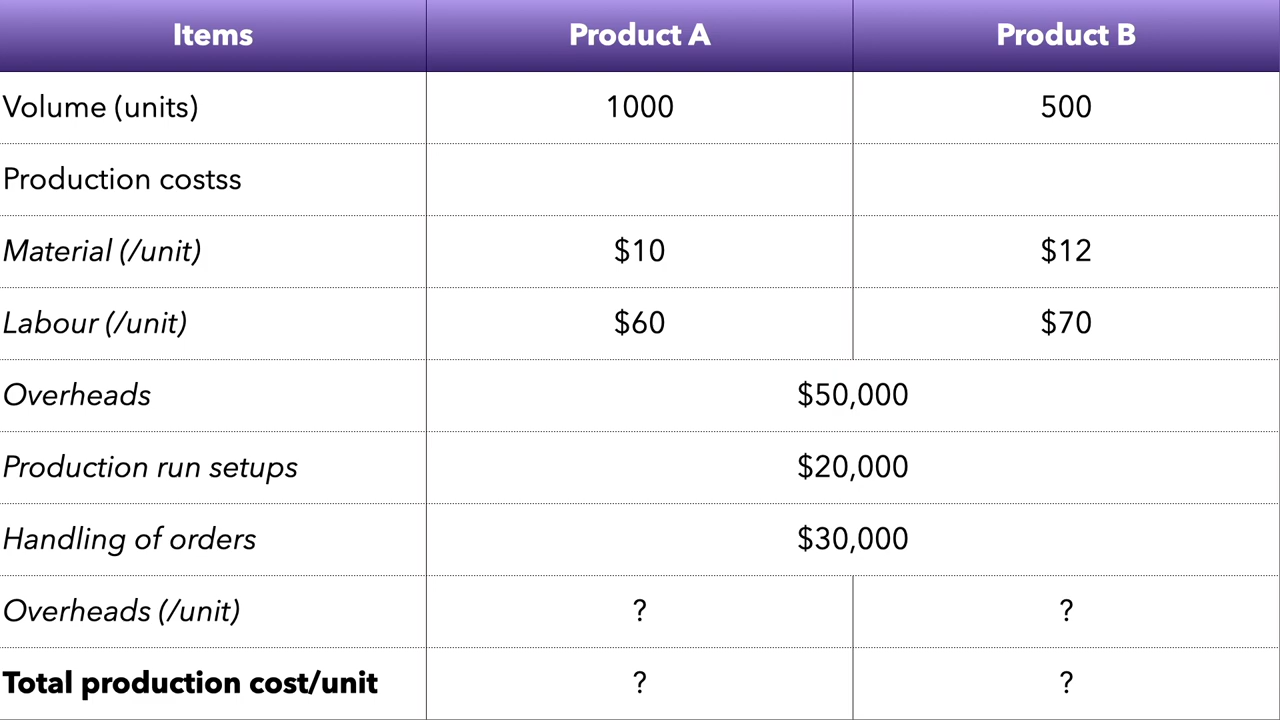 Items Product A Product B
Volume (units) 1000 500
Production costss
Material (/unit) $10 $12
Labour (/unit) $60 $70
Overheads $50,000
Production run setups $20,000
Handling of orders $30,000
Overheads (/unit) ? ?
Total production cost/unit ? ?